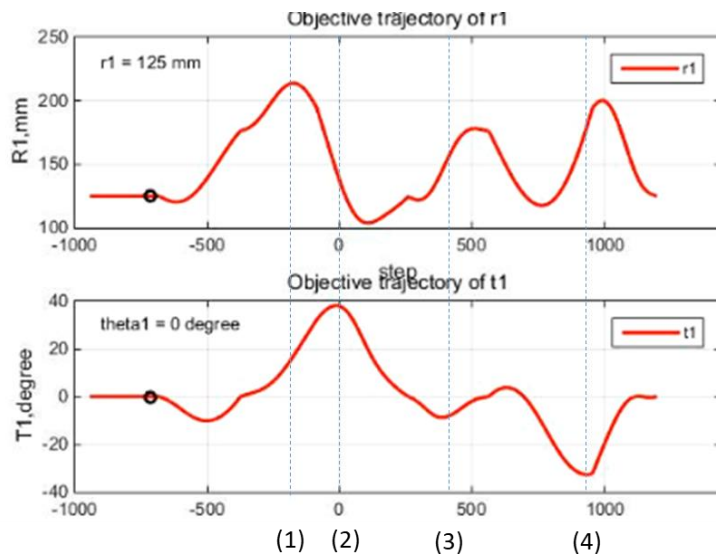 Objective trajectory of r1
r1 = 125 mm
r1
R1,mm
250
200
150
100
-1000 -500 0 500 1000
step
Objective trajectory of t1
theta1 = 0 degree
t1
T1,degree
40
20
0
-20
-40
-1000 -500 0 500 1000
(1) (2) (3) (4)